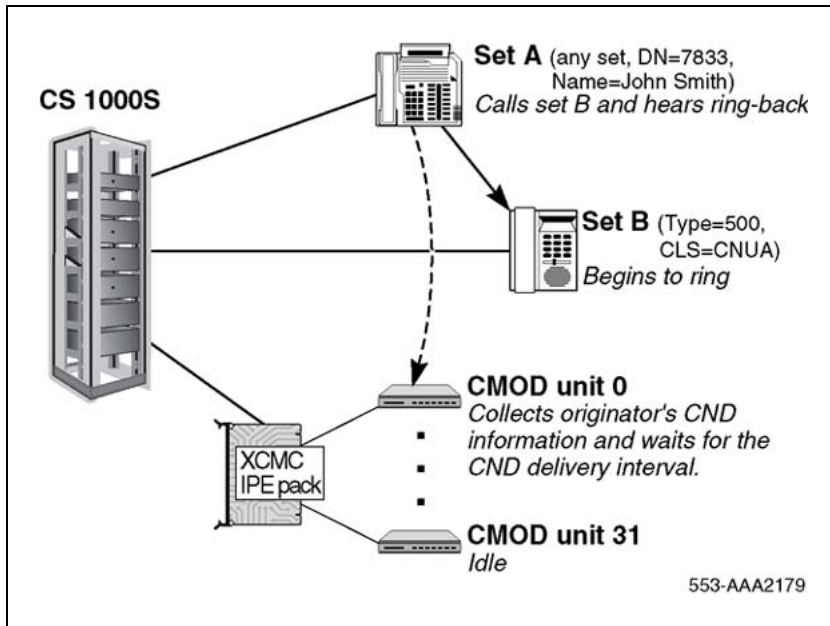 CS 1000S
Set A (any set, DN=7833,
Name=John Smith)
Calls set B and hears ring-back
Set B (Type=500,
CLS=CNUA)
Begins to ring
CMOD unit 0
Collects originator's CND
information and waits for the
CND delivery interval.
XCMC
IPE pack
CMOD unit 31
Idle
553-AAA2179